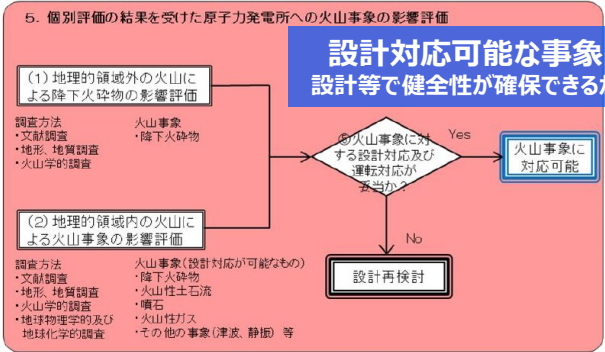 5. 個別評価の結果を受けた原子力発電所への火山事象の影響評価
設計対応可能な事象
設計等で健全性が確保できるか
(1) 地理的領域外の火山に
よる降下火砕物の影響評価
調査方法
・文献調査
・地形、地質調査
・火山学的調査
火山事象
・降下火砕物
⑤火山事象に対
する設計対応及び
運転対応が
妥当か?
Yes
火山事象に
対応可能
No
設計再検討
(2) 地理的領域内の火山に
よる火山事象の影響評価
調査方法
・文献調査
・地形、地質調査
・火山学的調査
・地球物理学的及び
地球化学的調査
火山事象(設計対応が可能なもの)
・降下火砕物
・火山性土石流
・噴石
・火山性ガス
・その他の事象(津波、静振) 等